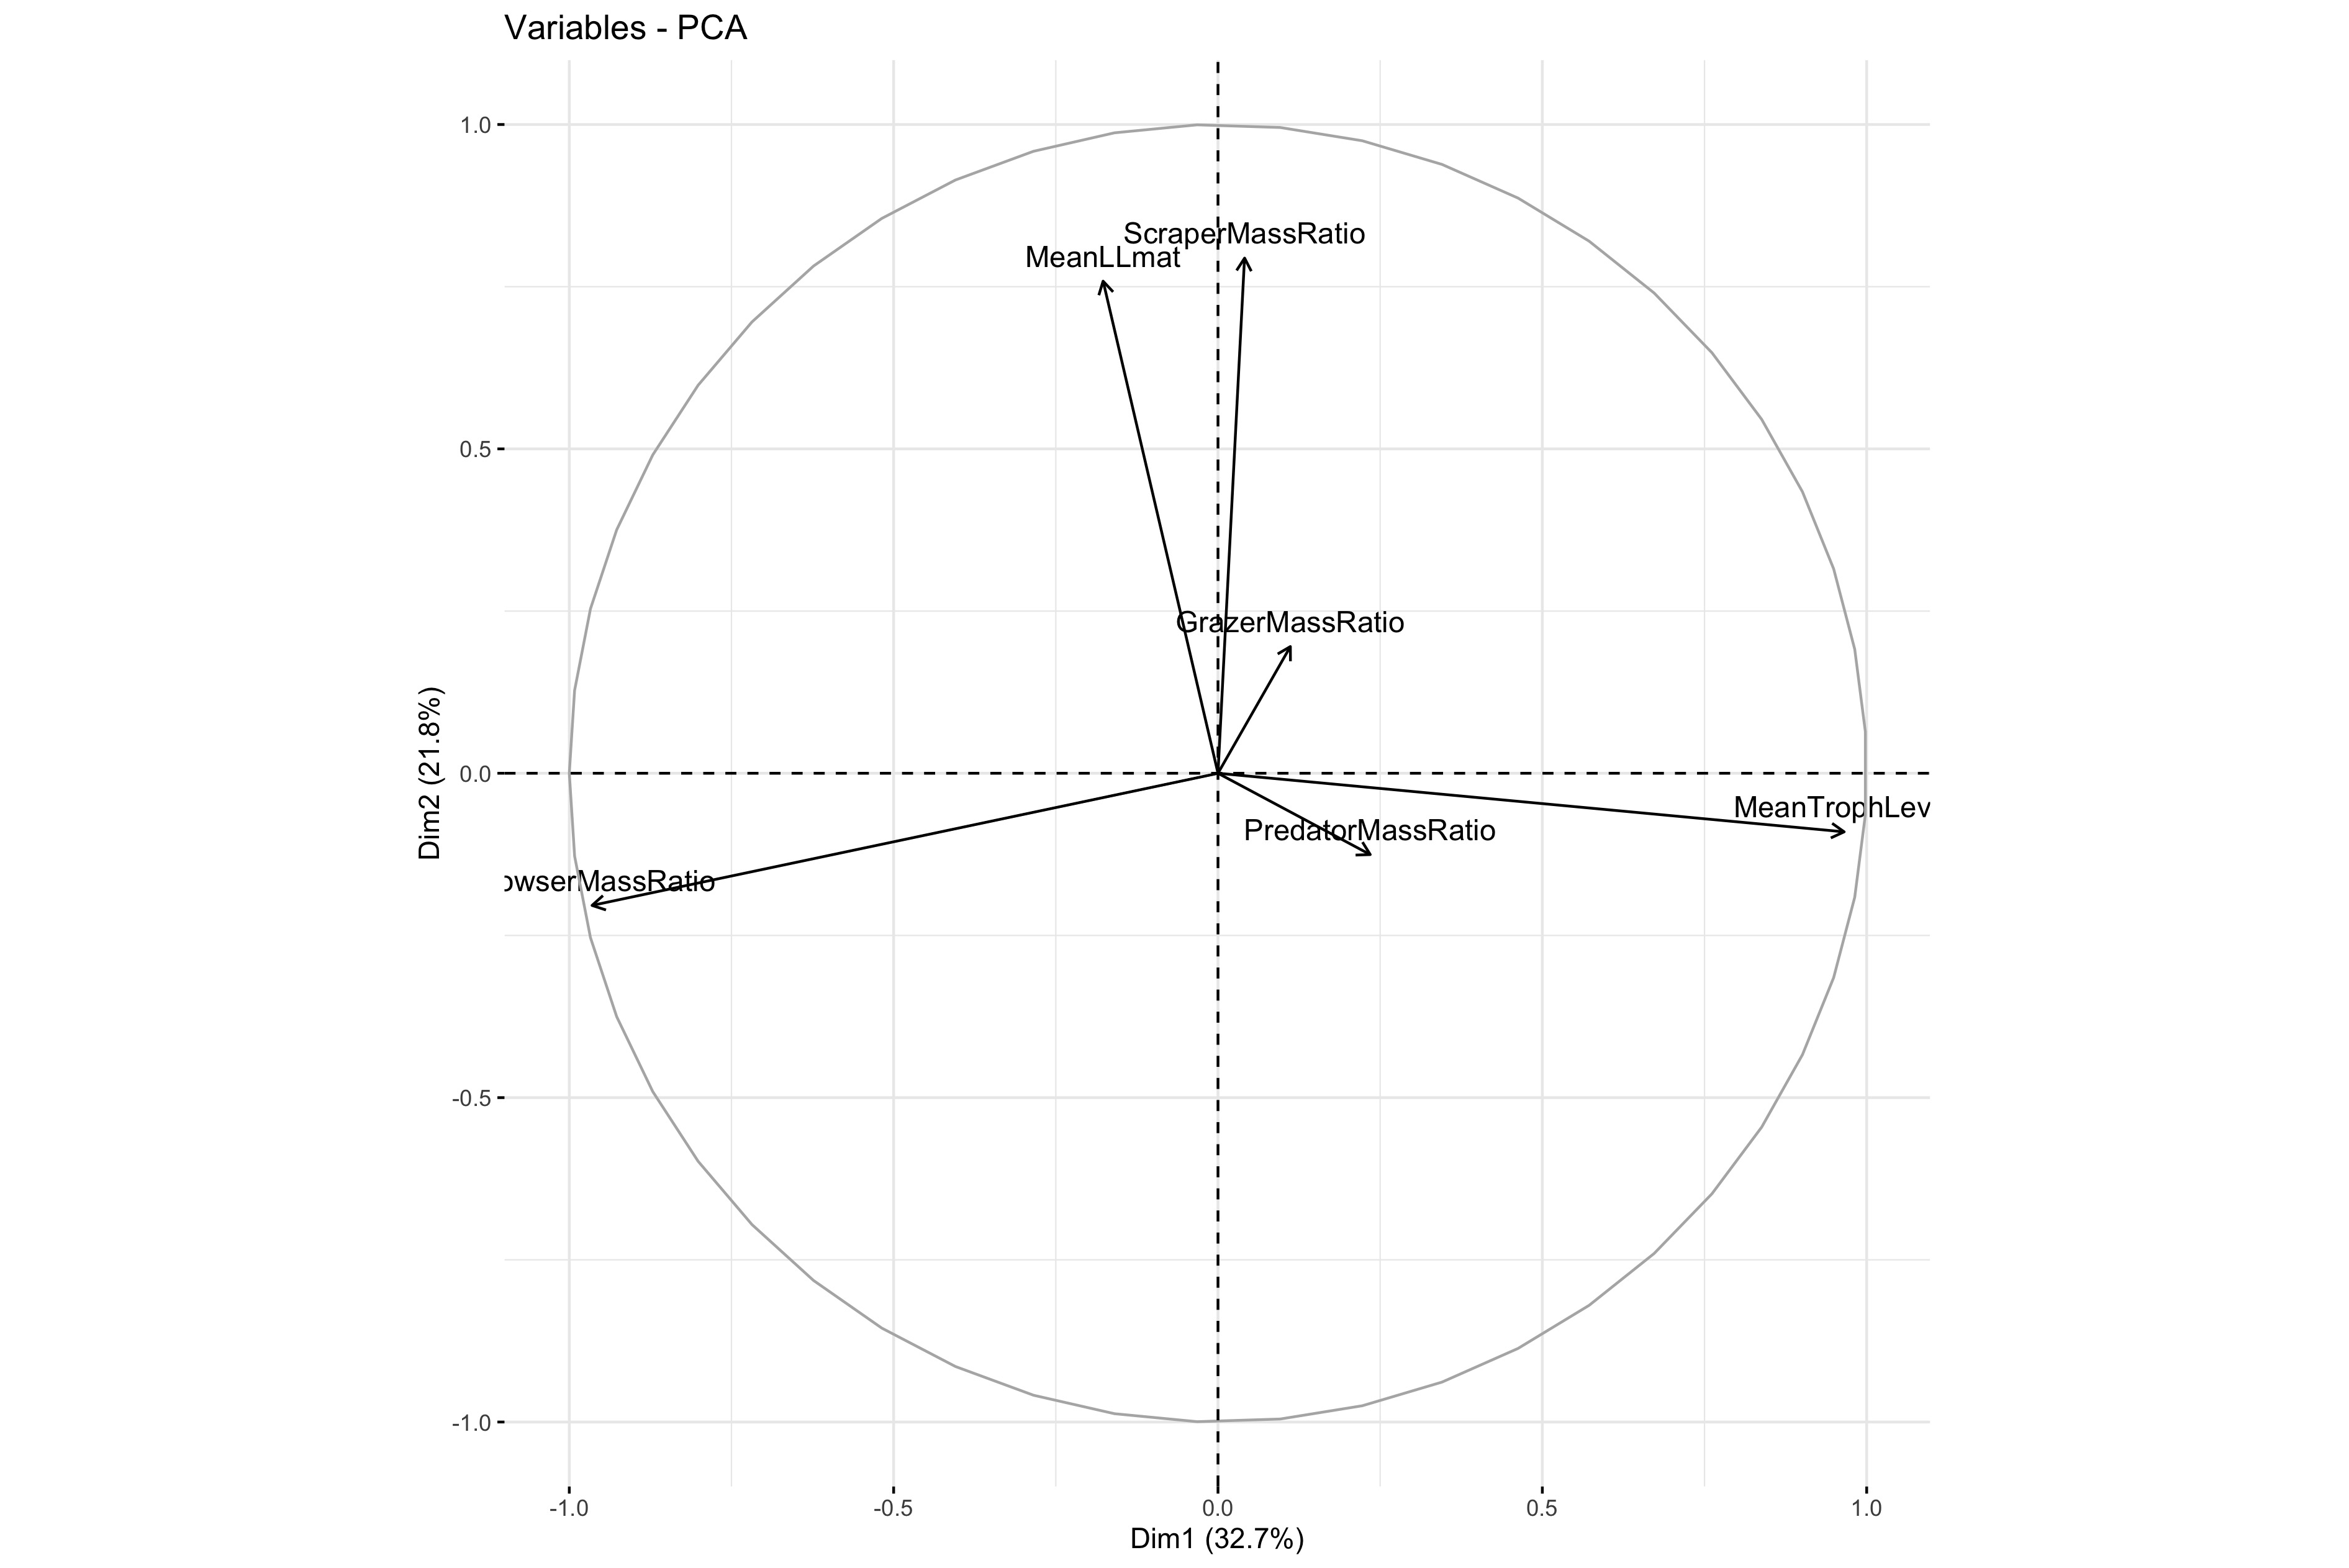 Variables - PCA
1.0
ScraperMassRatio
MeanLLmat
0.5
GrazerMassRatio
Dim2 (21.8%)
0.0
MeanTrophLev
PredatorMassRatio
owserMassRatio
-0.5
-1.0
-1.0 -0.5 0.0 0.5 1.0
Dim1 (32.7%)